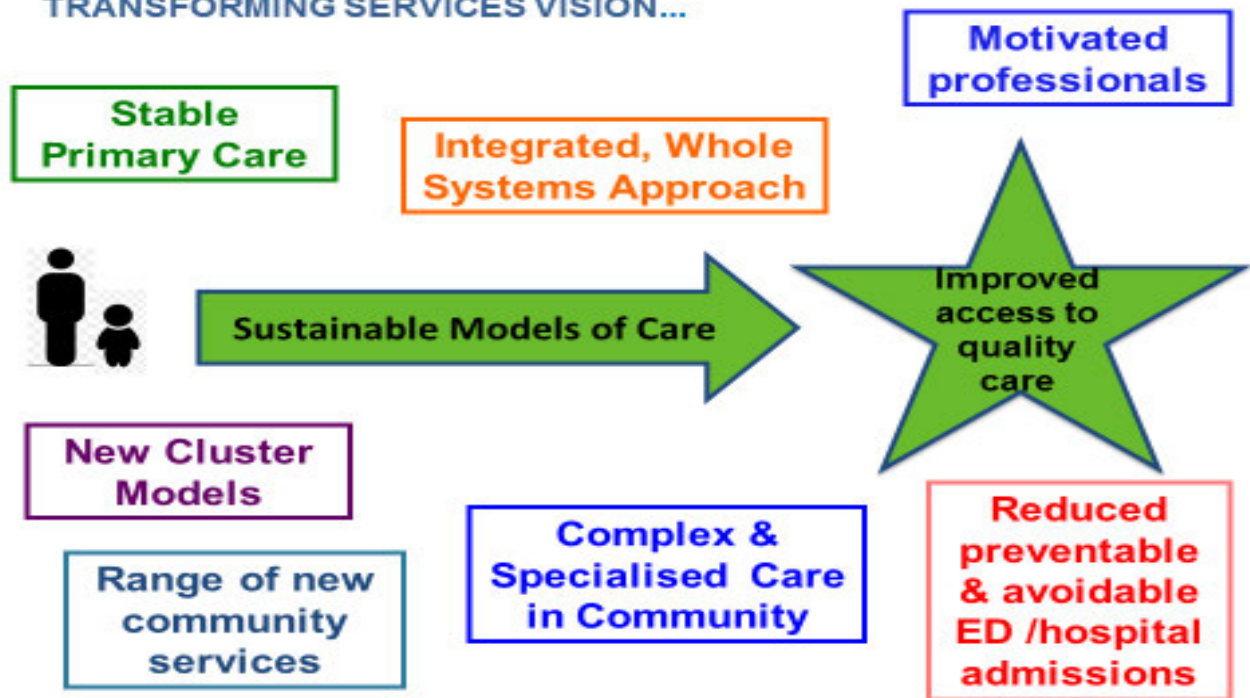 TRANSFORMING SERVICES VISION...
Motivated
professionals
Stable
Primary Care
Integrated, Whole
Systems Approach
Sustainable Models of Care
Improved
access to
quality
care
New Cluster
Models
Complex &
Specialised Care
in Community
Reduced
preventable
& avoidable
ED /hospital
admissions
Range of new
community
services